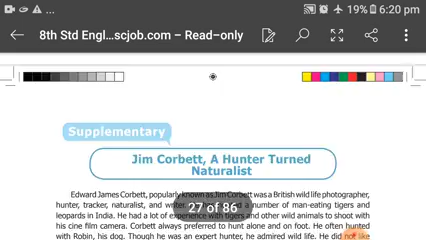 19% 6:20 pm
8th Std Engl...scjob.com – Read–only
Supplementary
Jim Corbett, A Hunter Turned
Naturalist
Edward James Corbett, popularly known as Jim Corbett was a British wild life photographer,
hunter, tracker, naturalist, and writer. a number of man-eating tigers and
leopards in India. He had a lot of experience with tigers and other wild animals to shoot with
his cine film camera. Corbett always preferred to hunt alone and on foot. He often hunted
with Robin, his dog. Though he was an expert hunter, he admired wild life. He did not like
27 of 86